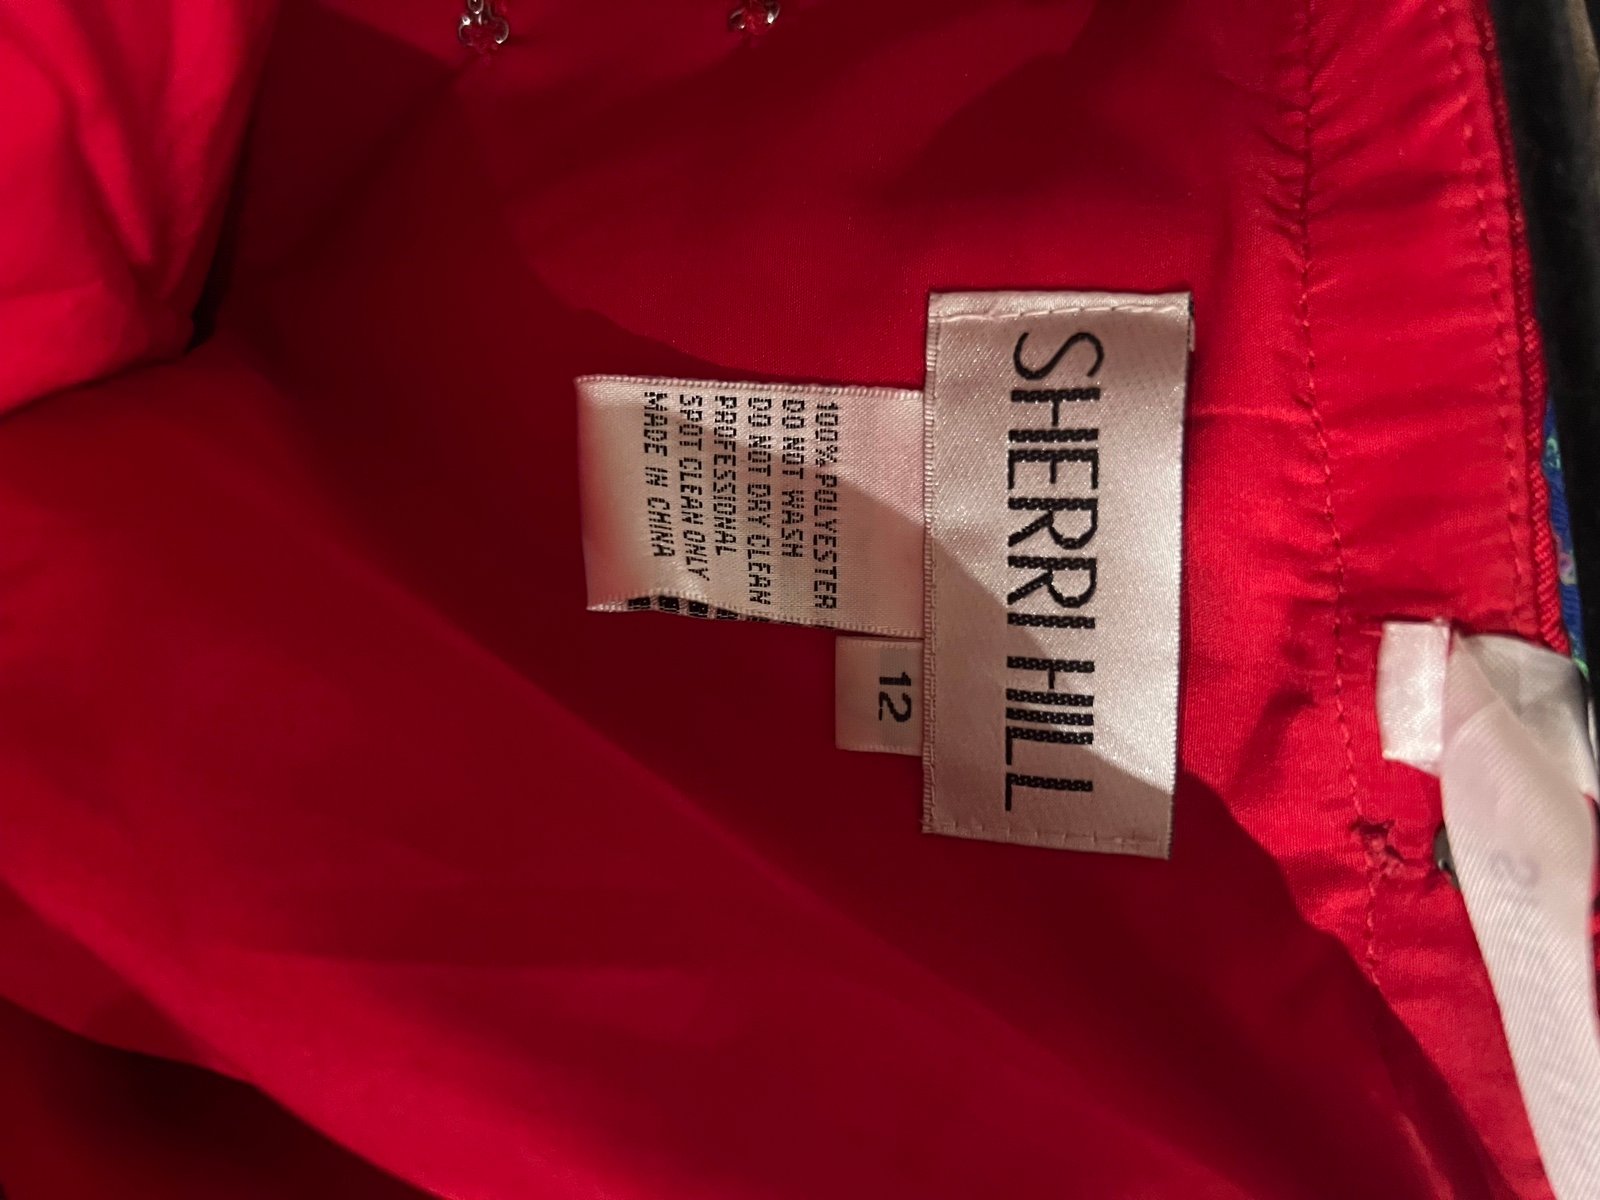 SHERRI HILL
100% POLYESTER
DO NOT WASH
DO NOT DRY CLEAN
PROFESSIONAL
SPOT CLEAN ONLY
MADE IN CHINA
12